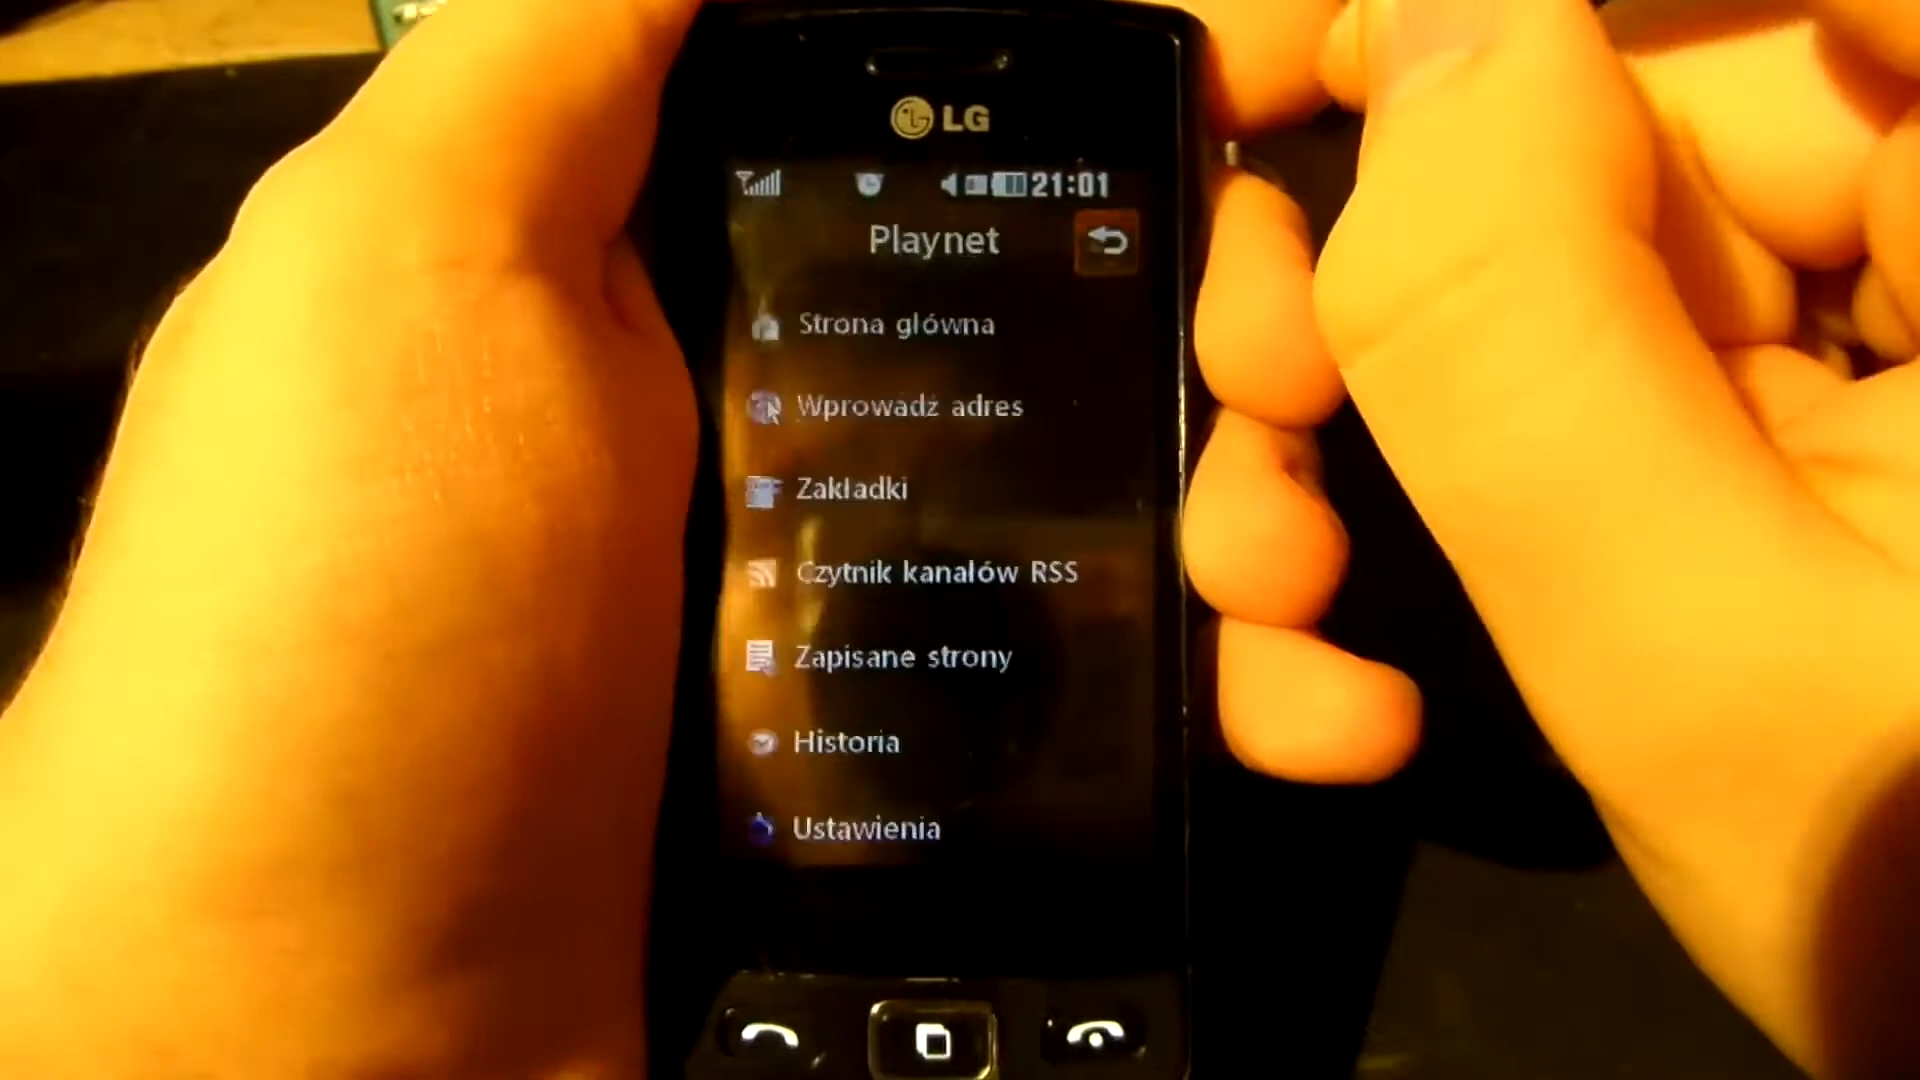 LG
21:01
Playnet
Strona główna
Wprowadź adres
Zakładki
Czytnik kanałów RSS
Zapisane strony
Historia
Ustawienia